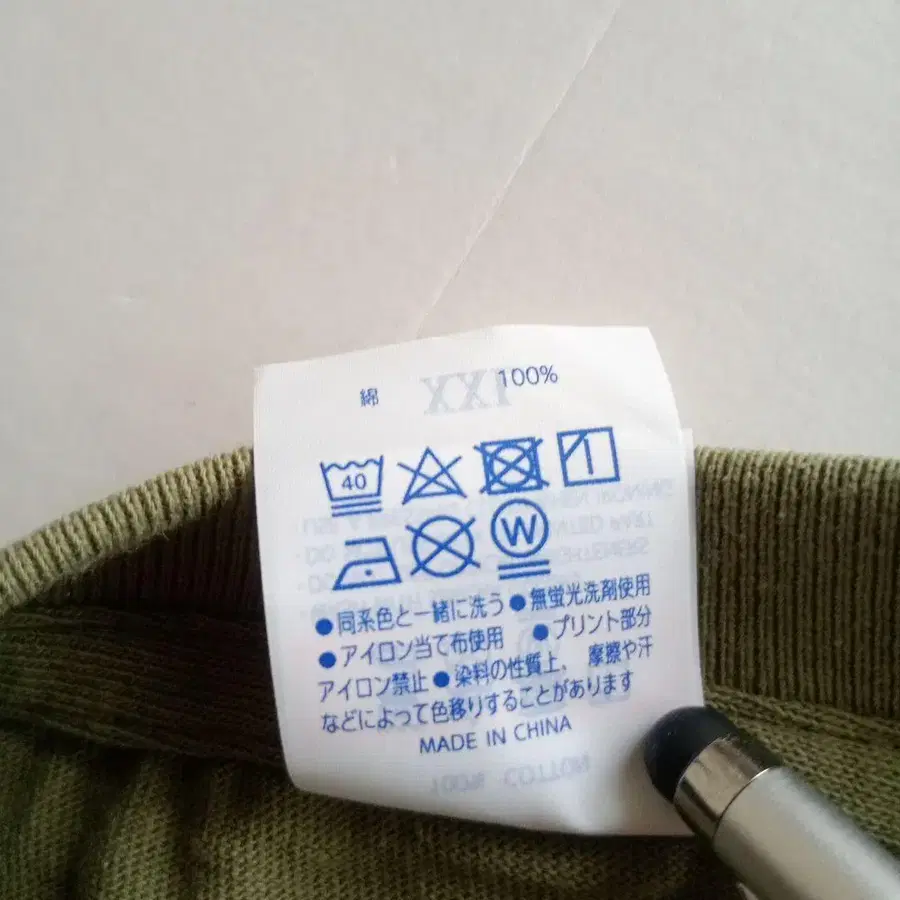 綿 100%
XXL
40
W
●同系色と一緒に洗う●無蛍光洗剤使用
●アイロン当て布使用 ●プリント部分
アイロン禁止●染料の性質上、摩擦や汗
などによって色移りすることがあります
MADE IN CHINA
100% COTTON